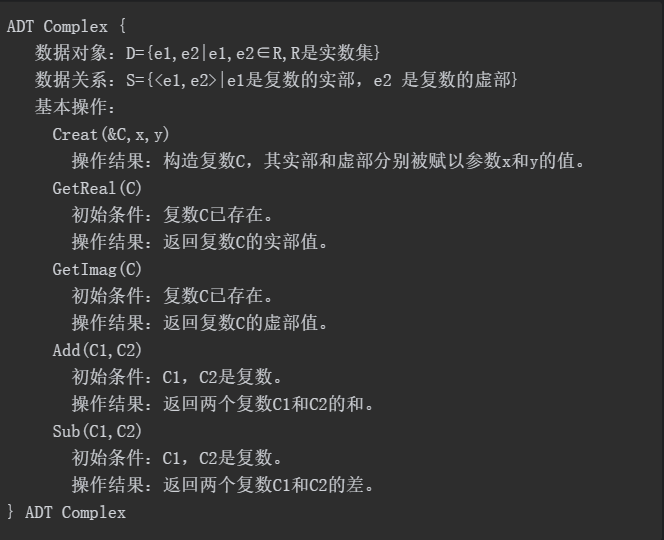 ADT Complex {
数据对象：D={e1,e2|e1,e2∈R,R是实数集}
数据关系：S={<e1,e2>|e1是复数的实部，e2 是复数的虚部}
基本操作：
Creat(&C,x,y)
操作结果：构造复数C，其实部和虚部分别被赋以参数x和y的值。
GetReal(C)
初始条件：复数C已存在。
操作结果：返回复数C的实部值。
GetImag(C)
初始条件：复数C已存在。
操作结果：返回复数C的虚部值。
Add(C1,C2)
初始条件：C1，C2是复数。
操作结果：返回两个复数C1和C2的和。
Sub(C1,C2)
初始条件：C1，C2是复数。
操作结果：返回两个复数C1和C2的差。
} ADT Complex